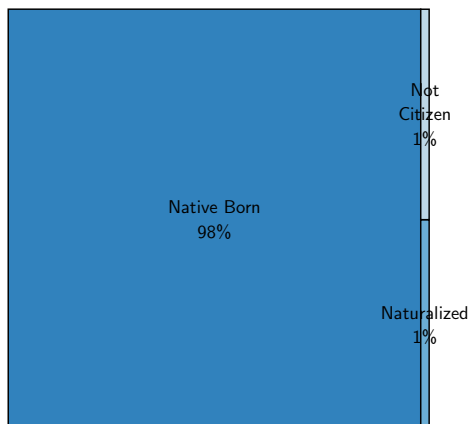 Not
Citizen
1%
Native Born
98%
Naturalized
1%